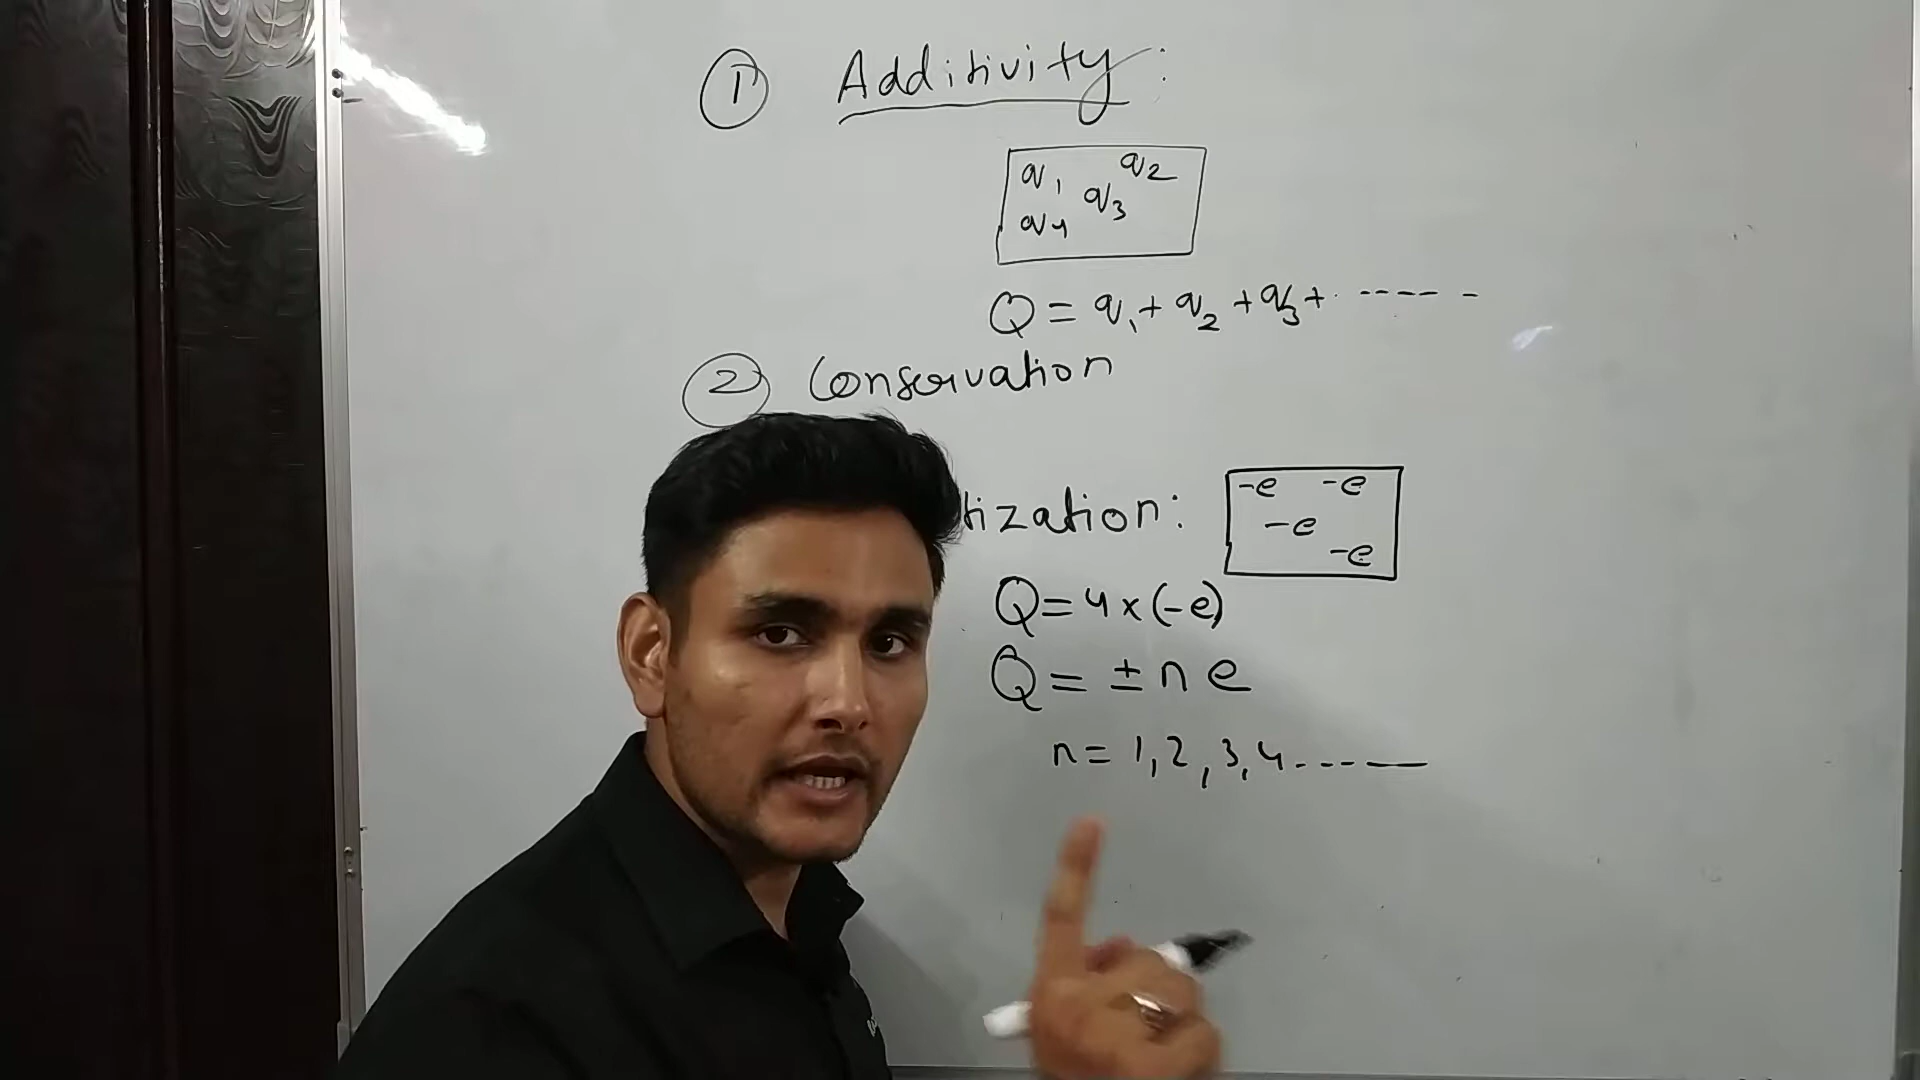 ① Additivity:
q1 q2
q3
q4
Q = q1 + q2 + q3 + ------
② Conservation
tization:
-e -e
-e
-e
Q = 4 x (-e)
Q = ± n e
n = 1, 2, 3, 4 ------